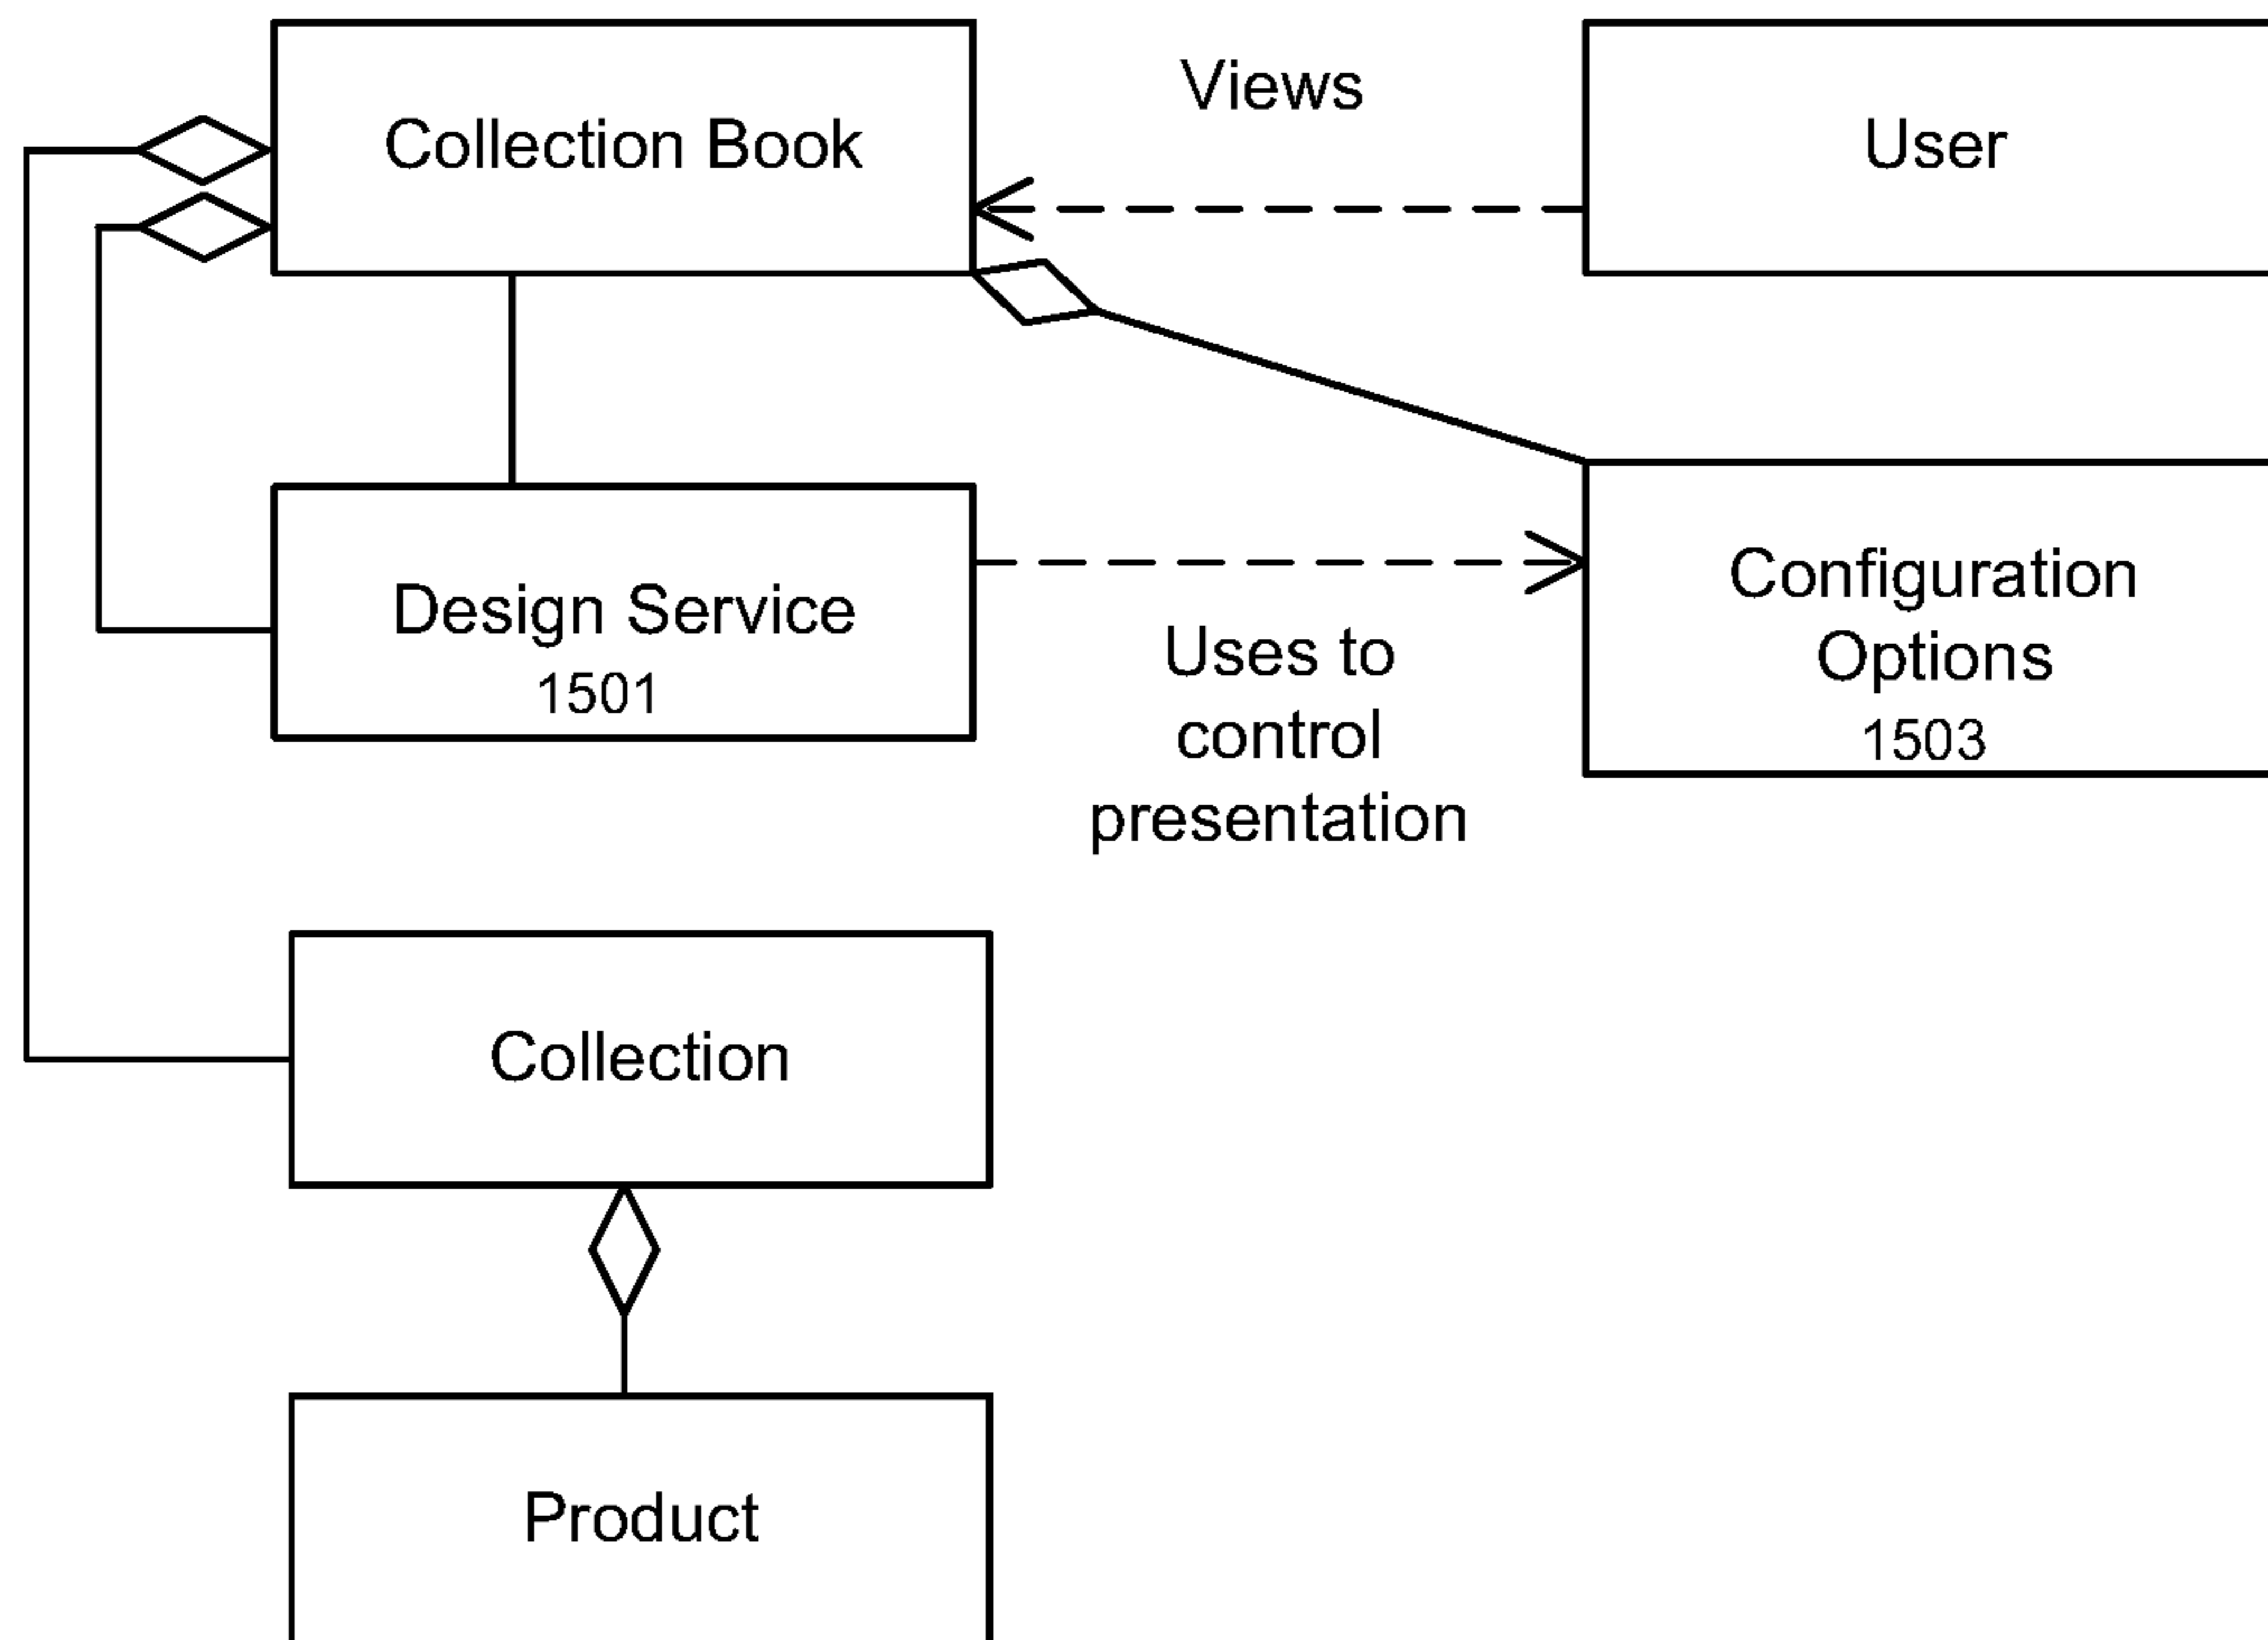 Collection Book
Views
User
Design Service
1501
Uses to
control
presentation
Configuration
Options
1503
Collection
Product